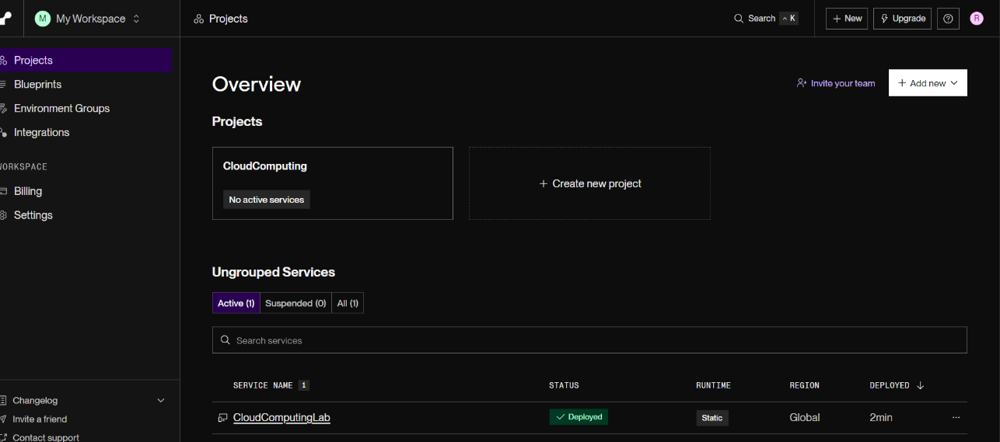 M My Workspace
Projects
Search ^ K
+ New
Upgrade
R
Projects
Blueprints
Environment Groups
Integrations
WORKSPACE
Billing
Settings
Changelog
Invite a friend
Contact support
Overview
Invite your team
+ Add new
Projects
CloudComputing
No active services
+ Create new project
Ungrouped Services
Active (1) Suspended (0) All (1)
Search services
SERVICE NAME 1 STATUS RUNTIME REGION DEPLOYED ↓
CloudComputingLab ✓ Deployed Static Global 2min ...